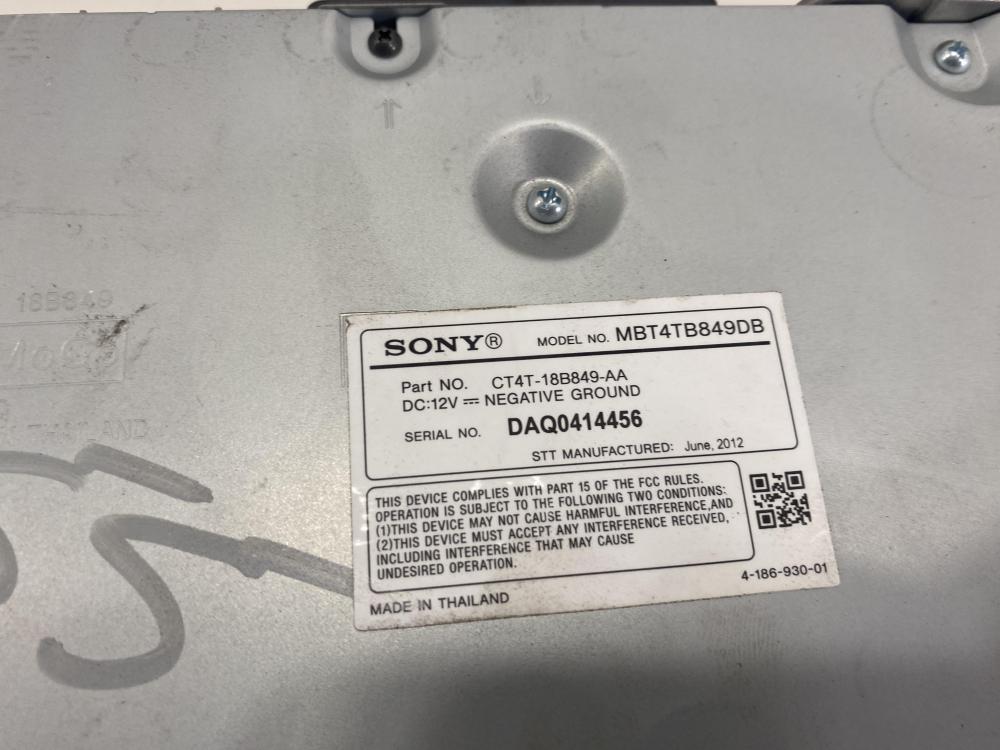 18B849
SONY® MODEL NO. MBT4TB849DB
Part NO. CT4T-18B849-AA
DC:12V ⎓ NEGATIVE GROUND
SERIAL NO. DAQ0414456
STT MANUFACTURED: June, 2012
THIS DEVICE COMPLIES WITH PART 15 OF THE FCC RULES.
OPERATION IS SUBJECT TO THE FOLLOWING TWO CONDITIONS:
(1)THIS DEVICE MAY NOT CAUSE HARMFUL INTERFERENCE,AND
(2)THIS DEVICE MUST ACCEPT ANY INTERFERENCE RECEIVED,
INCLUDING INTERFERENCE THAT MAY CAUSE
UNDESIRED OPERATION.
4-186-930-01
MADE IN THAILAND